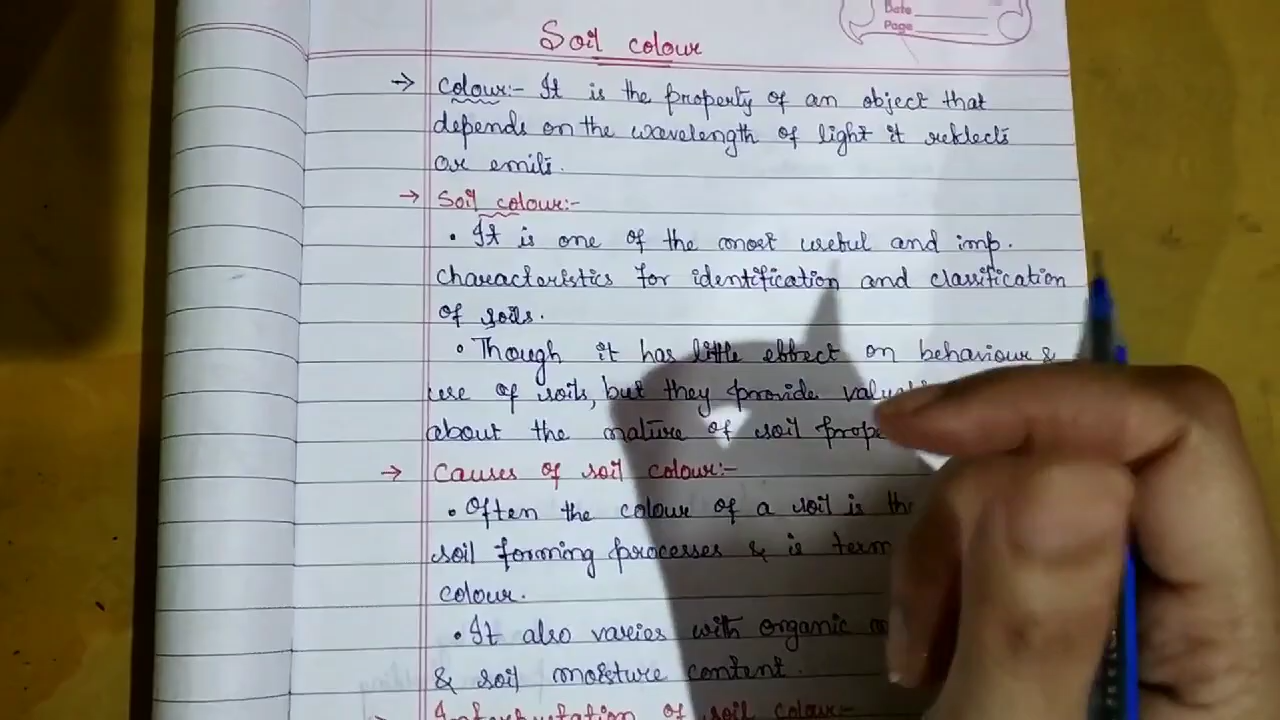 Date
Page
Soil colour
→ Colour:- It is the property of an object that
depends on the wavelength of light it reflects
or emits.
→ Soil colour:-
• It is one of the most useful and imp.
characteristics for identification and classification
of soils.
• Though it has little effect on behaviour &
use of soils, but they provide
about the nature of soil
→ Causes of soil colour:-
• Often the colour of a soil is
soil forming processes & is
colour.
• It also varies with organic
& soil moisture content.
Interpretation of soil colour:-